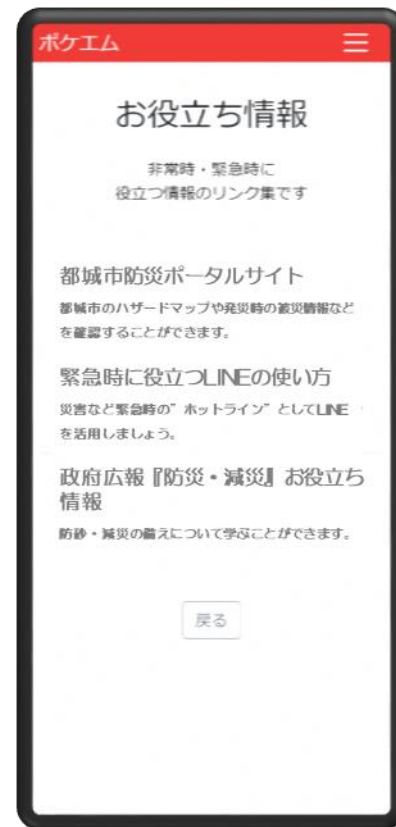 ポケエム
お役立ち情報
非常時・緊急時に
役立つ情報のリンク集です
都城市防災ポータルサイト
都城市のハザードマップや発災時の被災情報など
を確認することができます。
緊急時に役立つLINEの使い方
災害など緊急時の”ホットライン”としてLINE
を活用しましょう。
政府広報『防災・減災』お役立ち
情報
・減災の備えについて学ぶことができます。
戻る